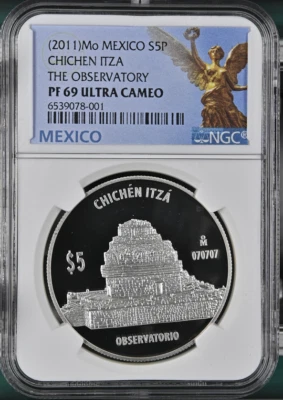 (2011)Mo MEXICO S5P
CHICHEN ITZA
THE OBSERVATORY
PF 69 ULTRA CAMEO
6539078-001
MEXICO
NGC®
CHICHÉN ITZÁ
$5
o
M
070707
OBSERVATORIO